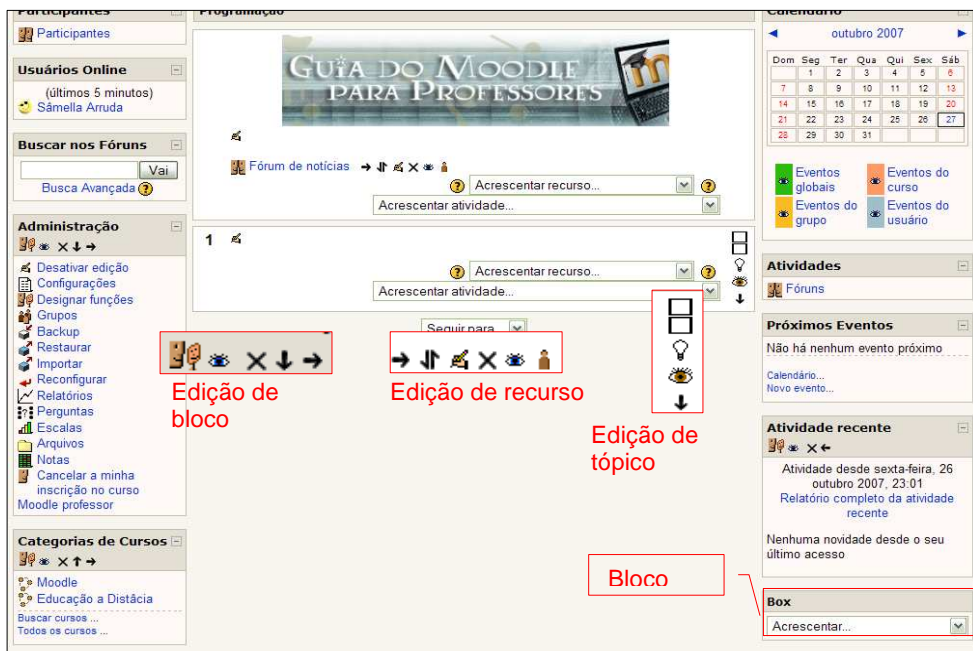 Participantes
Participantes
Usuários Online
(últimos 5 minutos)
Sâmella Arruda
Buscar nos Fóruns
Vai
Busca Avançada
Administração
Desativar edição
Configurações
Designar funções
Grupos
Backup
Restaurar
Importar
Reconfigurar
Relatórios
Perguntas
Escalas
Arquivos
Notas
Cancelar a minha
inscrição no curso
Moodle professor
Categorias de Cursos
Moodle
Educação a Distâcia
Buscar cursos ...
Todos os cursos ...
Programação
GUIA DO MOODLE
PARA PROFESSORES
Fórum de notícias
Acrescentar recurso...
Acrescentar atividade...
1
Acrescentar recurso...
Acrescentar atividade...
Seguir para...
Edição de
bloco
Edição de recurso
Edição de
tópico
Bloco
Calendário
outubro 2007
Dom Seg Ter Qua Qui Sex Sáb
1 2 3 4 5 6
7 8 9 10 11 12 13
14 15 16 17 18 19 20
21 22 23 24 25 26 27
28 29 30 31
Eventos
globais
Eventos do
curso
Eventos do
grupo
Eventos do
usuário
Atividades
Fóruns
Próximos Eventos
Não há nenhum evento próximo
Calendário...
Novo evento...
Atividade recente
Atividade desde sexta-feira, 26
outubro 2007, 23:01
Relatório completo da atividade
recente
Nenhuma novidade desde o seu
último acesso
Box
Acrescentar...